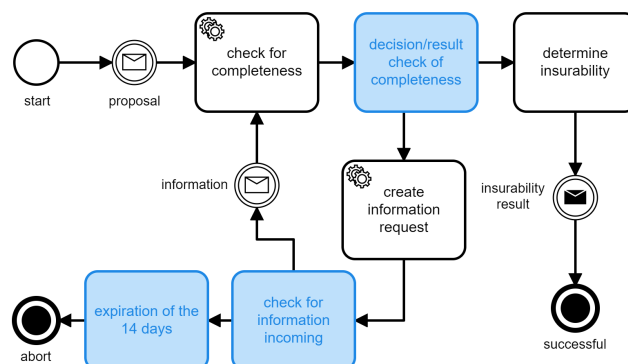 check for
completeness
decision/result
check of
completeness
determine
insurability
start
proposal
information
create
information
request
insurability
result
expiration of the
14 days
check for
information
incoming
abort
successful